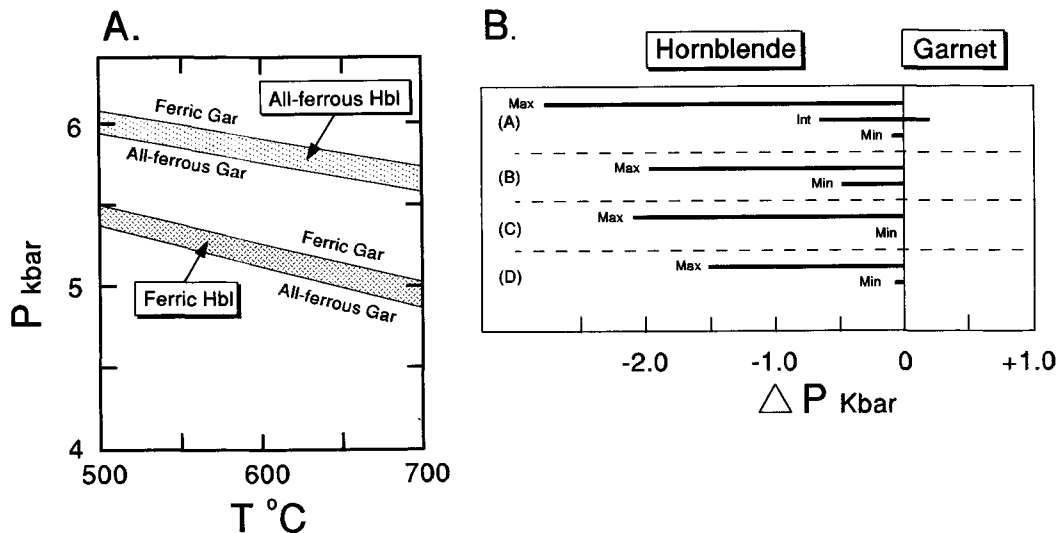 A.
Ferric Gar
All-ferrous Hbl
All-ferrous Gar
Ferric Gar
Ferric Hbl
All-ferrous Gar
6
5
4
P kbar
500
600
700
T °C
B.
Hornblende
Garnet
Max
(A)
Int
Min
Max
(B)
Min
Max
(C)
Min
Max
(D)
Min
-2.0
-1.0
0
+1.0
△ P Kbar